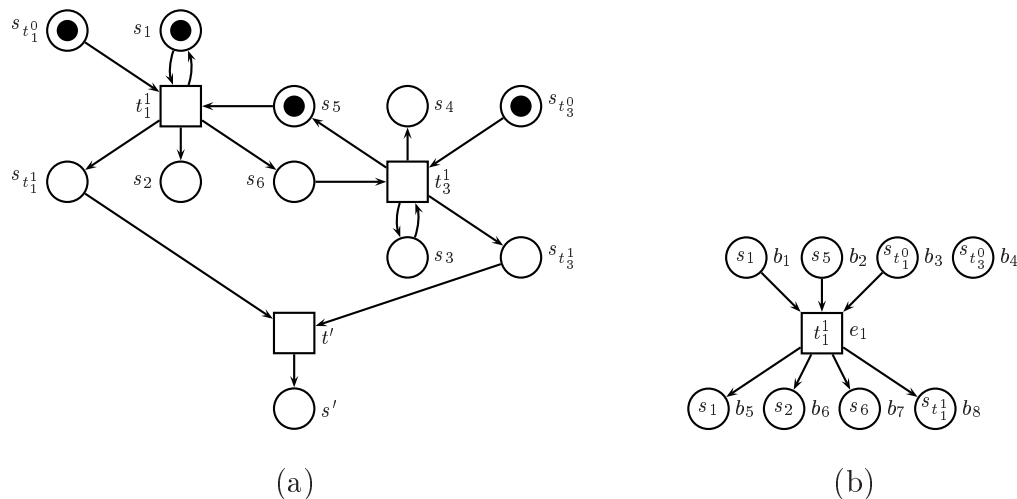 s_{t_1^0} s_1
t_1^1 s_5 s_4 s_{t_3^0}
s_{t_1^1} s_2 s_6 t_3^1
s_3 s_{t_3^1}
t′
s′
(a)
s_1 b_1 s_5 b_2 s_{t_1^0} b_3 s_{t_3^0} b_4
t_1^1 e_1
s_1 b_5 s_2 b_6 s_6 b_7 s_{t_1^1} b_8
(b)